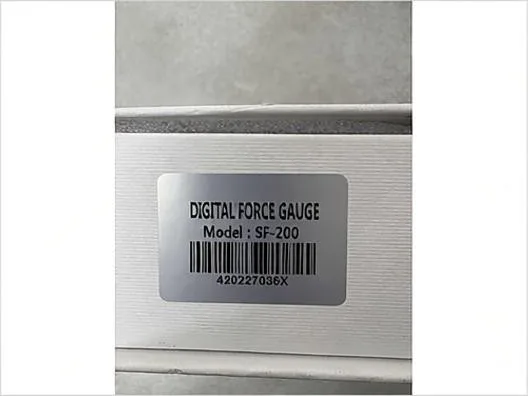 DIGITAL FORCE GAUGE
Model : SF-200
420227036X